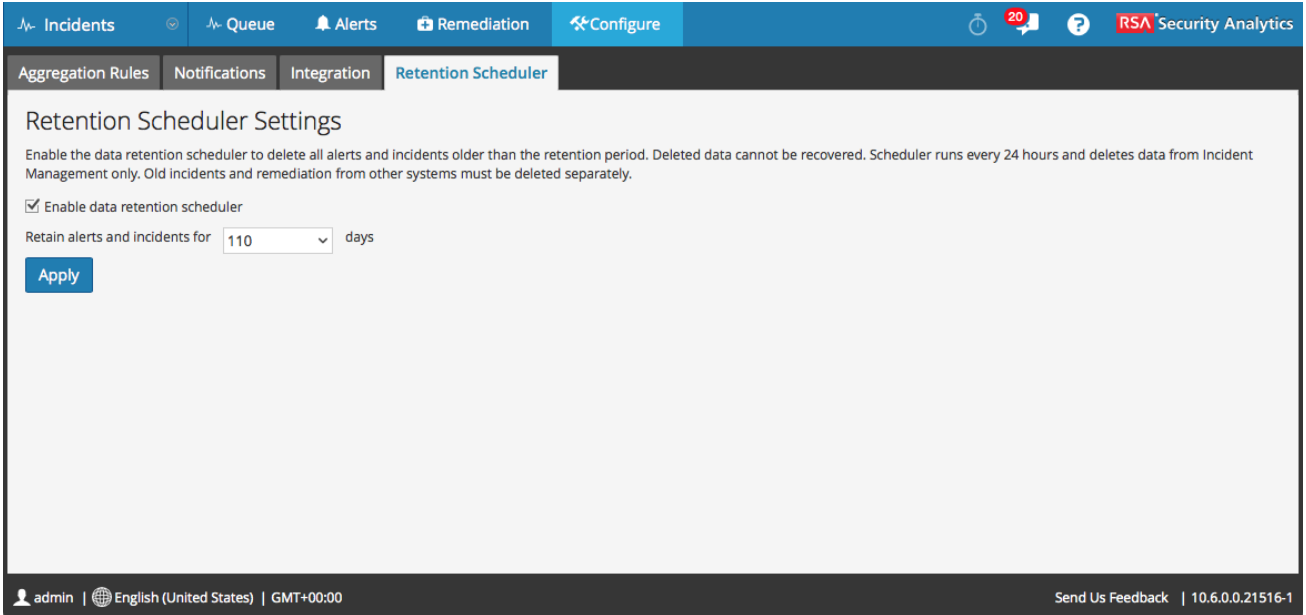 Incidents Queue Alerts Remediation Configure 20 ? RSA Security Analytics
Aggregation Rules Notifications Integration Retention Scheduler
Retention Scheduler Settings
Enable the data retention scheduler to delete all alerts and incidents older than the retention period. Deleted data cannot be recovered. Scheduler runs every 24 hours and deletes data from Incident
Management only. Old incidents and remediation from other systems must be deleted separately.
Enable data retention scheduler
Retain alerts and incidents for 110 days
Apply
admin | English (United States) | GMT+00:00 Send Us Feedback | 10.6.0.0.21516-1